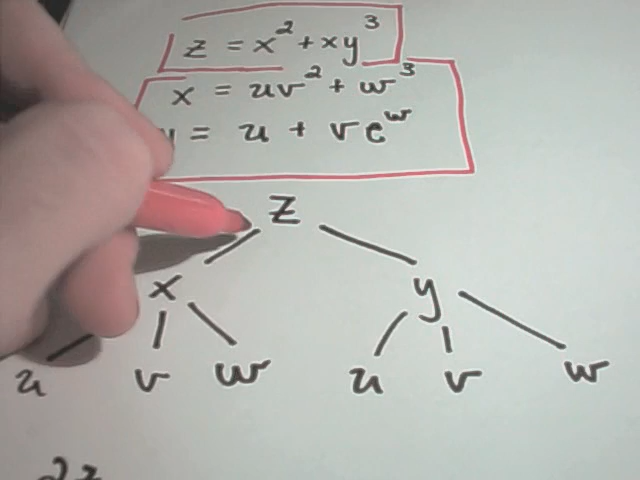 z = x² + xy³
x = uv² + w³
= u + ve^w
z
x y
u v w u v w
∂z